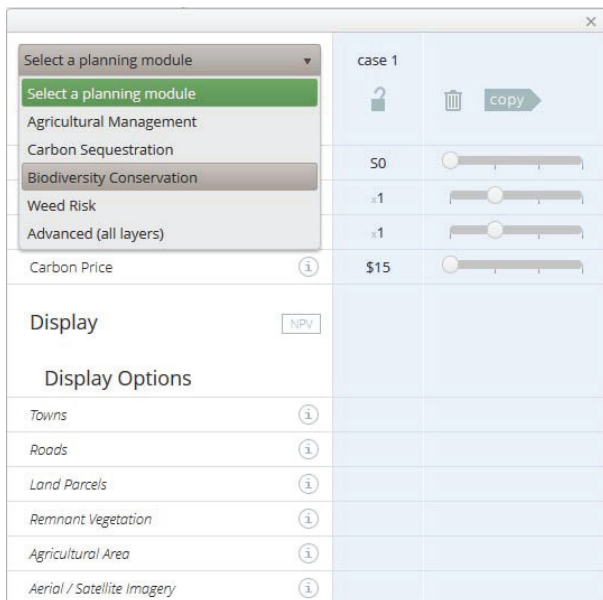 Select a planning module
case 1
Select a planning module
copy
Agricultural Management
Carbon Sequestration
S0
Biodiversity Conservation
x1
Weed Risk
x1
Advanced (all layers)
Carbon Price
i
$15
Display
NPV
Display Options
Towns
i
Roads
i
Land Parcels
i
Remnant Vegetation
i
Agricultural Area
i
Aerial / Satellite Imagery
i